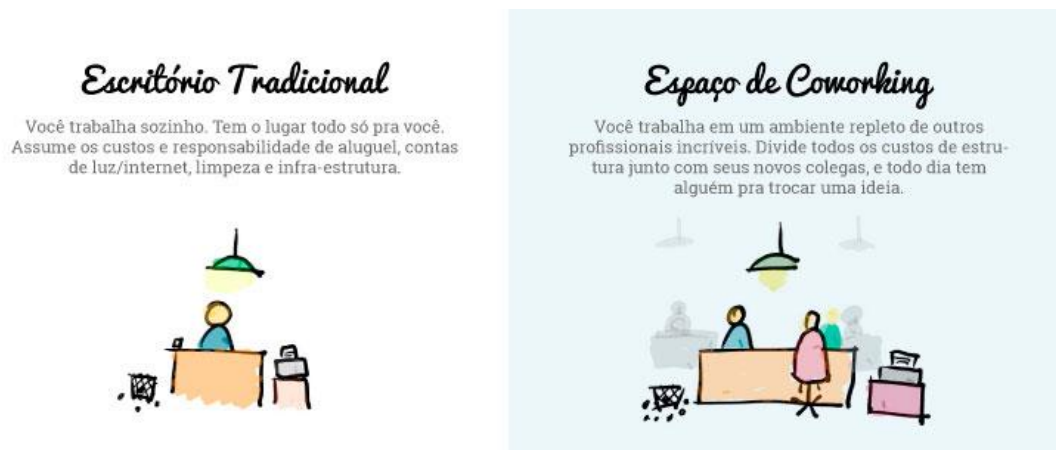 Escritório Tradicional
Você trabalha sozinho. Tem o lugar todo só pra você.
Assume os custos e responsabilidade de aluguel, contas
de luz/internet, limpeza e infra-estrutura.
Espaço de Coworking
Você trabalha em um ambiente repleto de outros
profissionais incríveis. Divide todos os custos de estru-
tura junto com seus novos colegas, e todo dia tem
alguém pra trocar uma ideia.